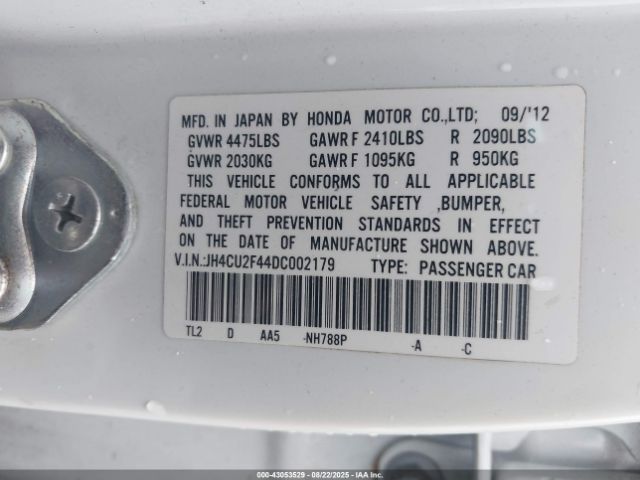 MFD. IN JAPAN BY HONDA MOTOR CO.,LTD; 09/'12
GVWR 4475LBS GAWR F 2410LBS R 2090LBS
GVWR 2030KG GAWR F 1095KG R 950KG
THIS VEHICLE CONFORMS TO ALL APPLICABLE
FEDERAL MOTOR VEHICLE SAFETY ,BUMPER,
AND THEFT PREVENTION STANDARDS IN EFFECT
ON THE DATE OF MANUFACTURE SHOWN ABOVE.
V.I.N.:JH4CU2F44DC002179 TYPE: PASSENGER CAR
TL2 D AA5 -NH788P -A -C
000-43053529 - 08/22/2025 - IAAI.COM